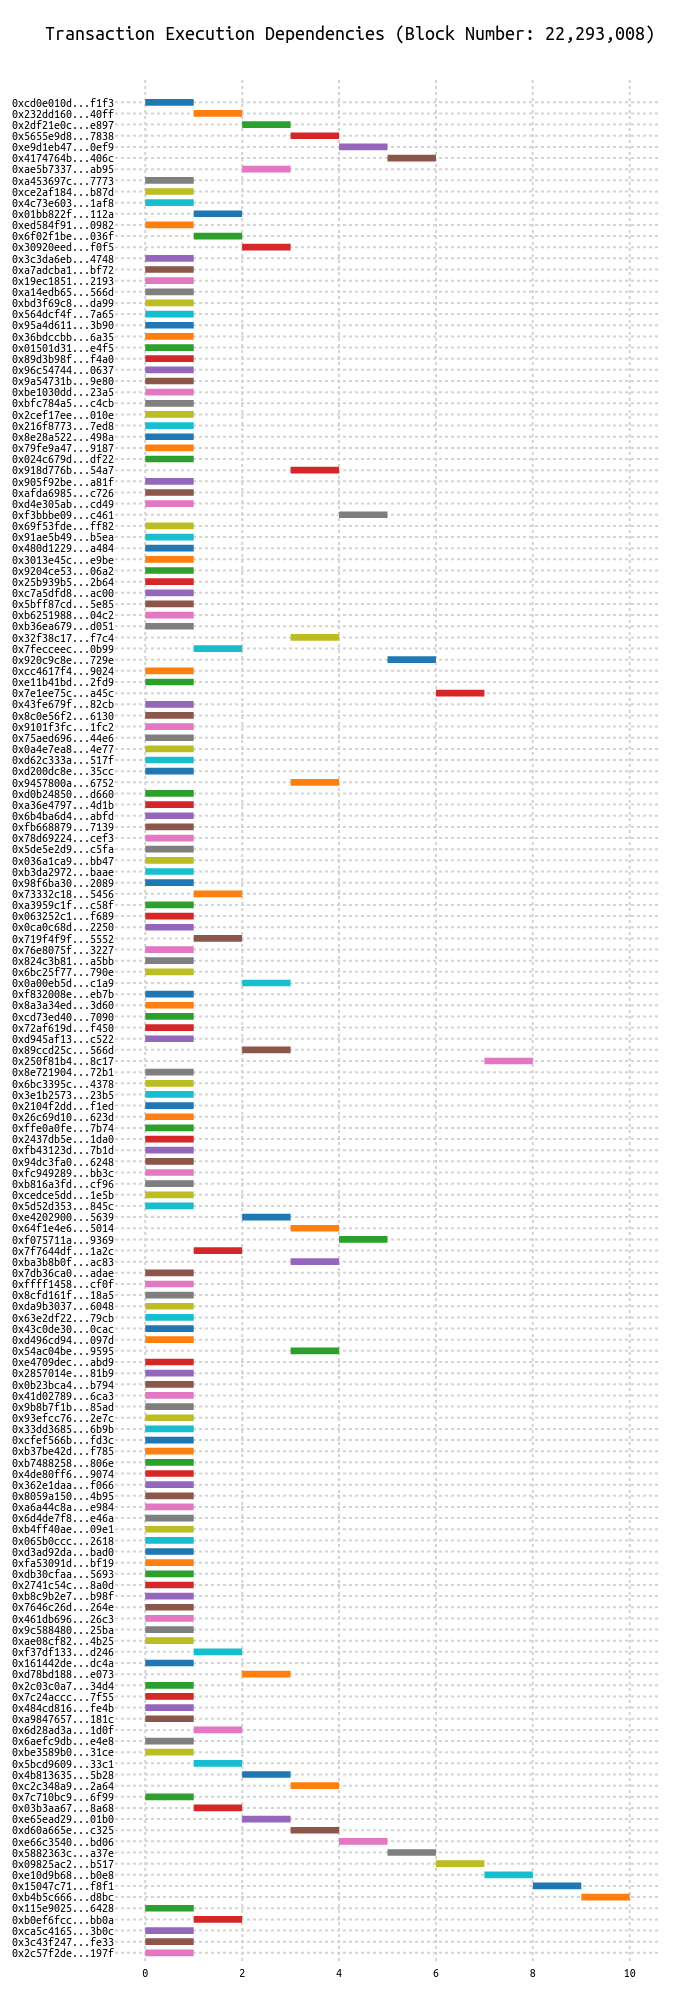 Transaction Execution Dependencies (Block Number: 22,293,008)
0xcd0e010d...f1f3
0x232dd160...40ff
0x2df21e0c...e897
0x5655e9d8...7838
0xe9d1eb47...0ef9
0x4174764b...406c
0xae5b7337...ab95
0xa453697c...7773
0xce2af184...b87d
0x4c73e603...1af8
0x01bb822f...112a
0xed584f91...0982
0x6f02f1be...036f
0x30920eed...f0f5
0x3c3da6eb...4748
0xa7adcba1...bf72
0x19ec1851...2193
0xa14edb65...566d
0xbd3f69c8...da99
0x564dcf4f...7a65
0x95a4d611...3b90
0x36bdccbb...6a35
0x01501d31...e4f5
0x89d3b98f...f4a0
0x96c54744...0637
0x9a54731b...9e80
0xbe1030dd...23a5
0xbfc784a5...c4cb
0x2cef17ee...010e
0x216f8773...7ed8
0x8e28a522...498a
0x79fe9a47...9187
0x024c679d...df22
0x918d776b...54a7
0x905f92be...a81f
0xafda6985...c726
0xd4e305ab...cd49
0xf3bbbe09...c461
0x69f53fde...ff82
0x91ae5b49...b5ea
0x480d1229...a484
0x3013e45c...e9be
0x9204ce53...06a2
0x25b939b5...2b64
0xc7a5dfd8...ac00
0x5bff87cd...5e85
0xb6251988...04c2
0xb36ea679...d051
0x32f38c17...f7c4
0x7fecceec...0b99
0x920c9c8e...729e
0xcc4617f4...9024
0xe11b41bd...2fd9
0x7e1ee75c...a45c
0x43fe679f...82cb
0x8c0e56f2...6130
0x9101f3fc...1fc2
0x75aed696...44e6
0x0a4e7ea8...4e77
0xd62c333a...517f
0xd200dc8e...35cc
0x9457800a...6752
0xd0b24850...d660
0xa36e4797...4d1b
0x6b4ba6d4...abfd
0xfb668879...7139
0x78d69224...cef3
0x5de5e2d9...c5fa
0x036a1ca9...bb47
0xb3da2972...baae
0x98f6ba30...2089
0x73332c18...5456
0xa3959c1f...c58f
0x063252c1...f689
0x0ca0c68d...2250
0x719f4f9f...5552
0x76e8075f...3227
0x824c3b81...a5bb
0x6bc25f77...790e
0x0a00eb5d...c1a9
0xf832008e...eb7b
0x8a3a34ed...3d60
0xcd73ed40...7090
0x72af619d...f450
0xd945af13...c522
0x89ccd25c...566d
0x250f81b4...8c17
0x8e721904...72b1
0x6bc3395c...4378
0x3e1b2573...23b5
0x2104f2dd...f1ed
0x26c69d10...623d
0xffe0a0fe...7b74
0x2437db5e...1da0
0xfb43123d...7b1d
0x94dc3fa0...6248
0xfc949289...bb3c
0xb816a3fd...cf96
0xcedce5dd...1e5b
0x5d52d353...845c
0xe4202900...5639
0x64f1e4e6...5014
0xf075711a...9369
0x7f7644df...1a2c
0xba3b8b0f...ac83
0x7db36ca0...adae
0xffff1458...cf0f
0x8cfd161f...18a5
0xda9b3037...6048
0x63e2df22...79cb
0x43c0de30...0cac
0xd496cd94...097d
0x54ac04be...9595
0xe4709dec...abd9
0x2857014e...81b9
0x0b23bca4...b794
0x41d02789...6ca3
0x9b8b7f1b...85ad
0x93efcc76...2e7c
0x33dd3685...6b9b
0xcfef566b...fd3c
0xb37be42d...f785
0xb7488258...806e
0x4de80ff6...9074
0x362e1daa...f066
0x8059a150...4b95
0xa6a44c8a...e984
0x6d4de7f8...e46a
0xb4ff40ae...09e1
0x065b0ccc...2618
0xd3ad92da...bad0
0xfa53091d...bf19
0xdb30cfaa...5693
0x2741c54c...8a0d
0xb8c9b2e7...b98f
0x7646c26d...264e
0x461db696...26c3
0x9c588480...25ba
0xae08cf82...4b25
0xf37df133...d246
0x161442de...dc4a
0xd78bd188...e073
0x2c03c0a7...34d4
0x7c24accc...7f55
0x484cd816...fe4b
0xa9847657...181c
0x6d28ad3a...1d0f
0x6aefc9db...e4e8
0xbe3589b0...31ce
0x5bcd9609...33c1
0x4b813635...5b28
0xc2c348a9...2a64
0x7c710bc9...6f99
0x03b3aa67...8a68
0xe65ead29...01b0
0xd60a665e...c325
0xe66c3540...bd06
0x5882363c...a37e
0x09825ac2...b517
0xe10d9b68...b0e8
0x15047c71...f8f1
0xb4b5c666...d8bc
0x115e9025...6428
0xb0ef6fcc...bb0a
0xca5c4165...3b0c
0x3c43f247...fe33
0x2c57f2de...197f
0 2 4 6 8 10